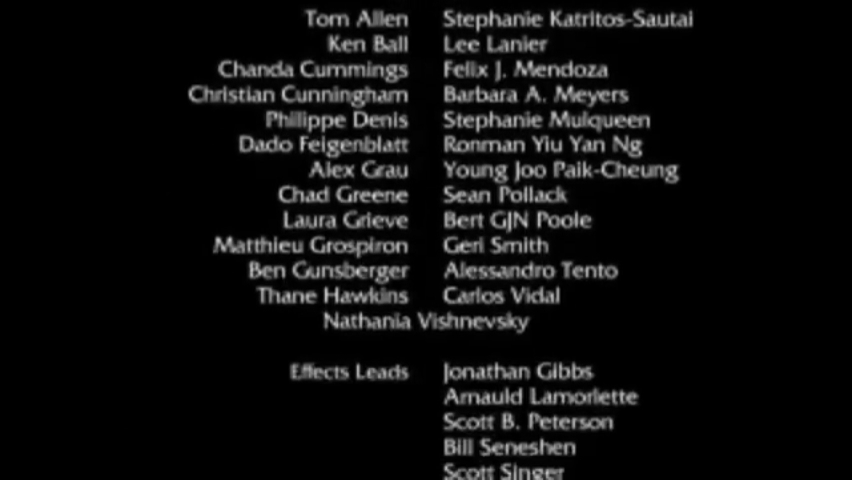 Tom Allen Stephanie Katritos-Sautai
Ken Ball Lee Lanier
Chanda Cummings Felix J. Mendoza
Christian Cunningham Barbara A. Meyers
Philippe Denis Stephanie Mulqueen
Dado Feigenblatt Ronman Yiu Yan Ng
Alex Grau Young Joo Paik-Cheung
Chad Greene Sean Pollack
Laura Grieve Bert GJN Poole
Matthieu Grospiron Geri Smith
Ben Gunsberger Alessandro Tento
Thane Hawkins Carlos Vidal
Nathania Vishnevsky
Effects Leads Jonathan Gibbs
Arnauld Lamorlette
Scott B. Peterson
Bill Seneshen
Scott Singer